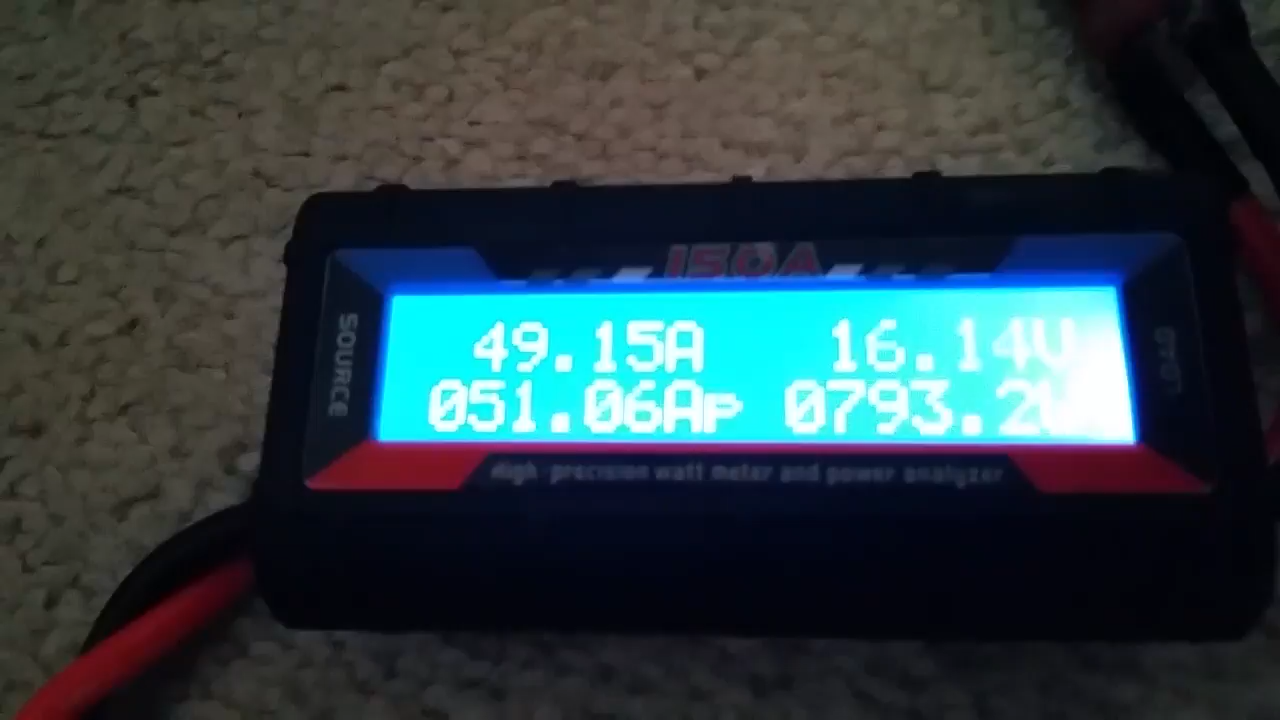 150A
SOURCE
49.15A 16.14V
051.06Ap 0793.2W
LOAD
High-precision watt meter and power analyzer